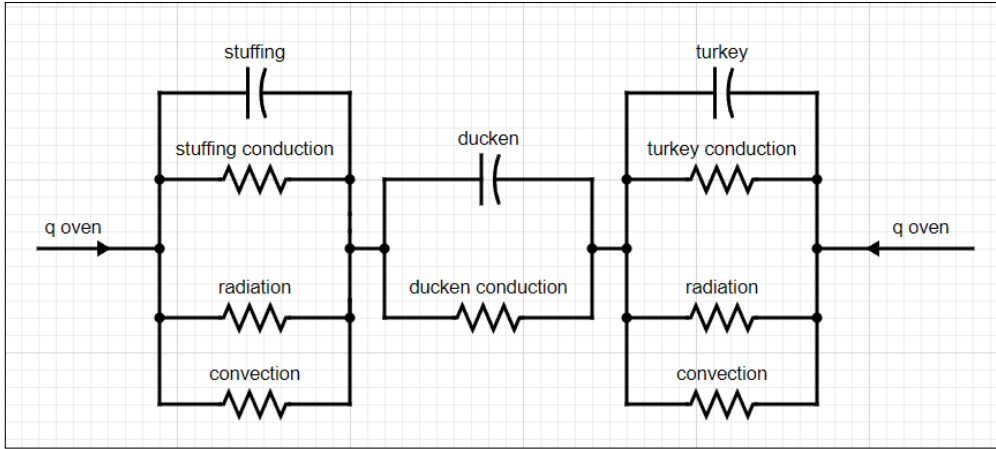 stuffing
turkey
ducken
stuffing conduction
turkey conduction
q oven
q oven
radiation
ducken conduction
radiation
convection
convection